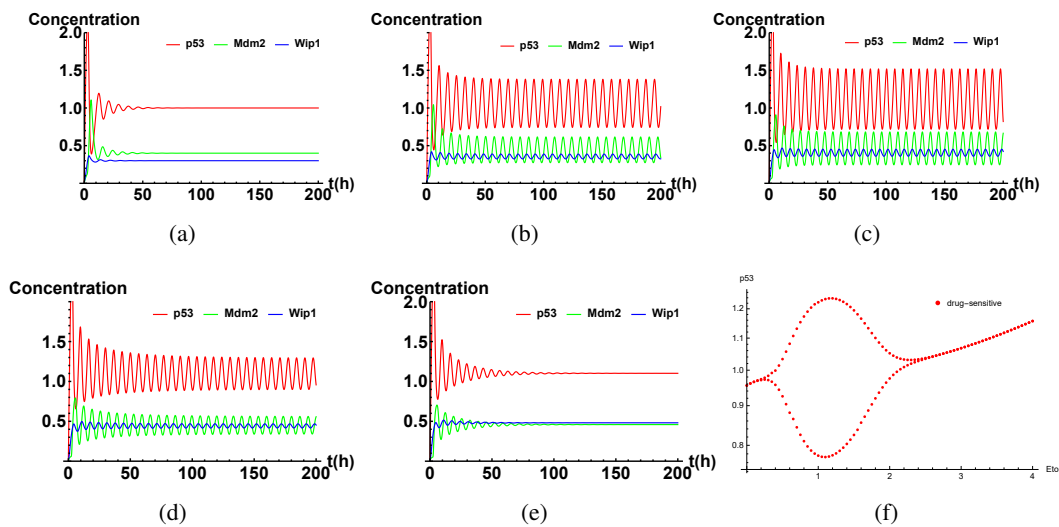 Concentration
2.0
1.5
1.0
0.5
p53 Mdm2 Wip1
t(h)
0 50 100 150 200
(a)
Concentration
2.0
1.5
1.0
0.5
p53 Mdm2 Wip1
t(h)
0 50 100 150 200
(b)
Concentration
2.0
1.5
1.0
0.5
p53 Mdm2 Wip1
t(h)
0 50 100 150 200
(c)
Concentration
2.0
1.5
1.0
0.5
p53 Mdm2 Wip1
t(h)
0 50 100 150 200
(d)
Concentration
2.0
1.5
1.0
0.5
p53 Mdm2 Wip1
t(h)
0 50 100 150 200
(e)
p53
1.2
1.1
1.0
0.9
0.8
drug-sensitive
1 2 3 4 Eto
(f)